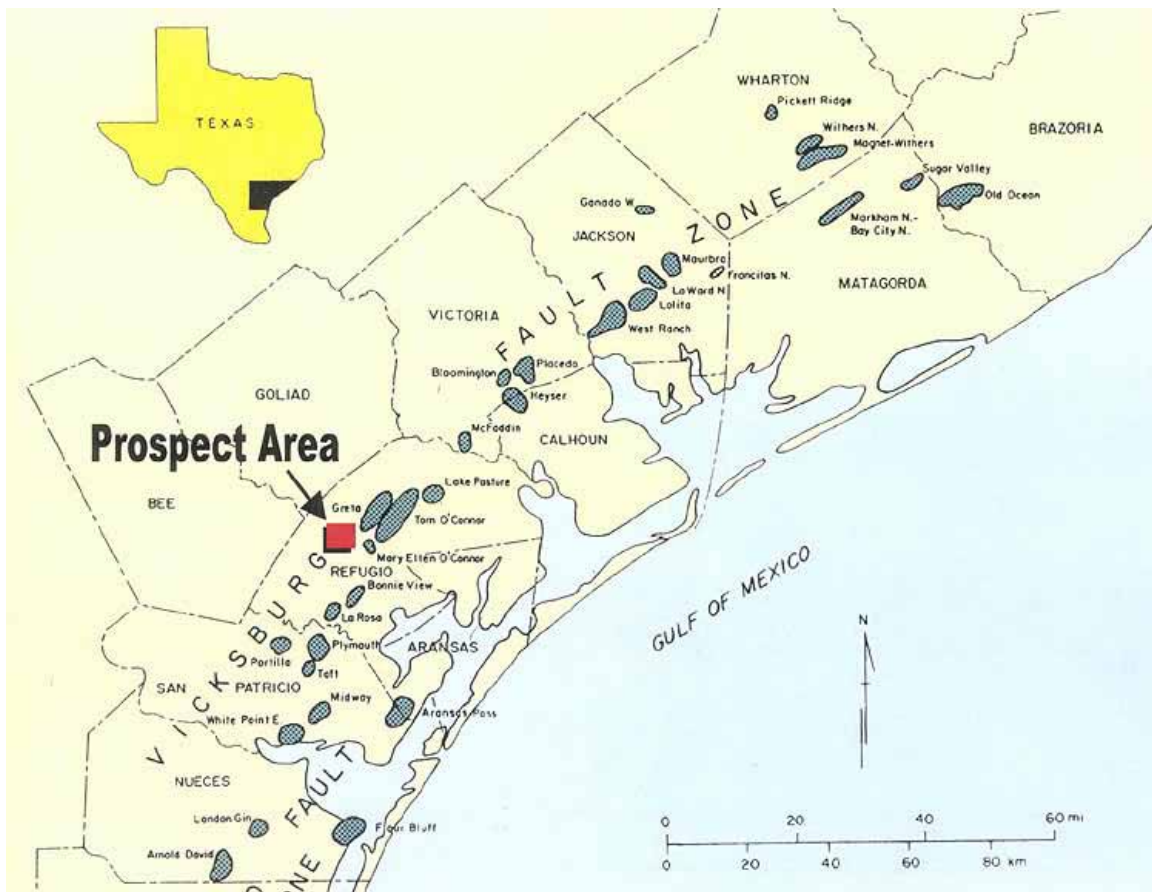 TEXAS
WHARTON
Pickett Ridge
Withers N.
Magnet-Withers
BRAZORIA
Sugar Valley
Old Ocean
Markham N.-
Bay City N.
MATAGORDA
Ganado W.
JACKSON
Maurbro
Francitas N.
LaWard N.
Lolita
West Ranch
VICTORIA
Bloomington
Placedo
Heyser
McFaddin
CALHOUN
GOLIAD
Prospect Area
BEE
Greta
Lake Pasture
Tom O'Connor
Mary Ellen O'Connor
REFUGIO
Bonnie View
La Rosa
Plymouth
ARANSAS
Portilla
Taft
SAN PATRICIO
Midway
White Point E.
Aransas Pass
NUECES
London Gin
Flour Bluff
Arnold David
VICKSBURG FAULT ZONE
FAULT
GULF OF MEXICO
N
0 20 40 60 mi
0 20 40 60 80 km